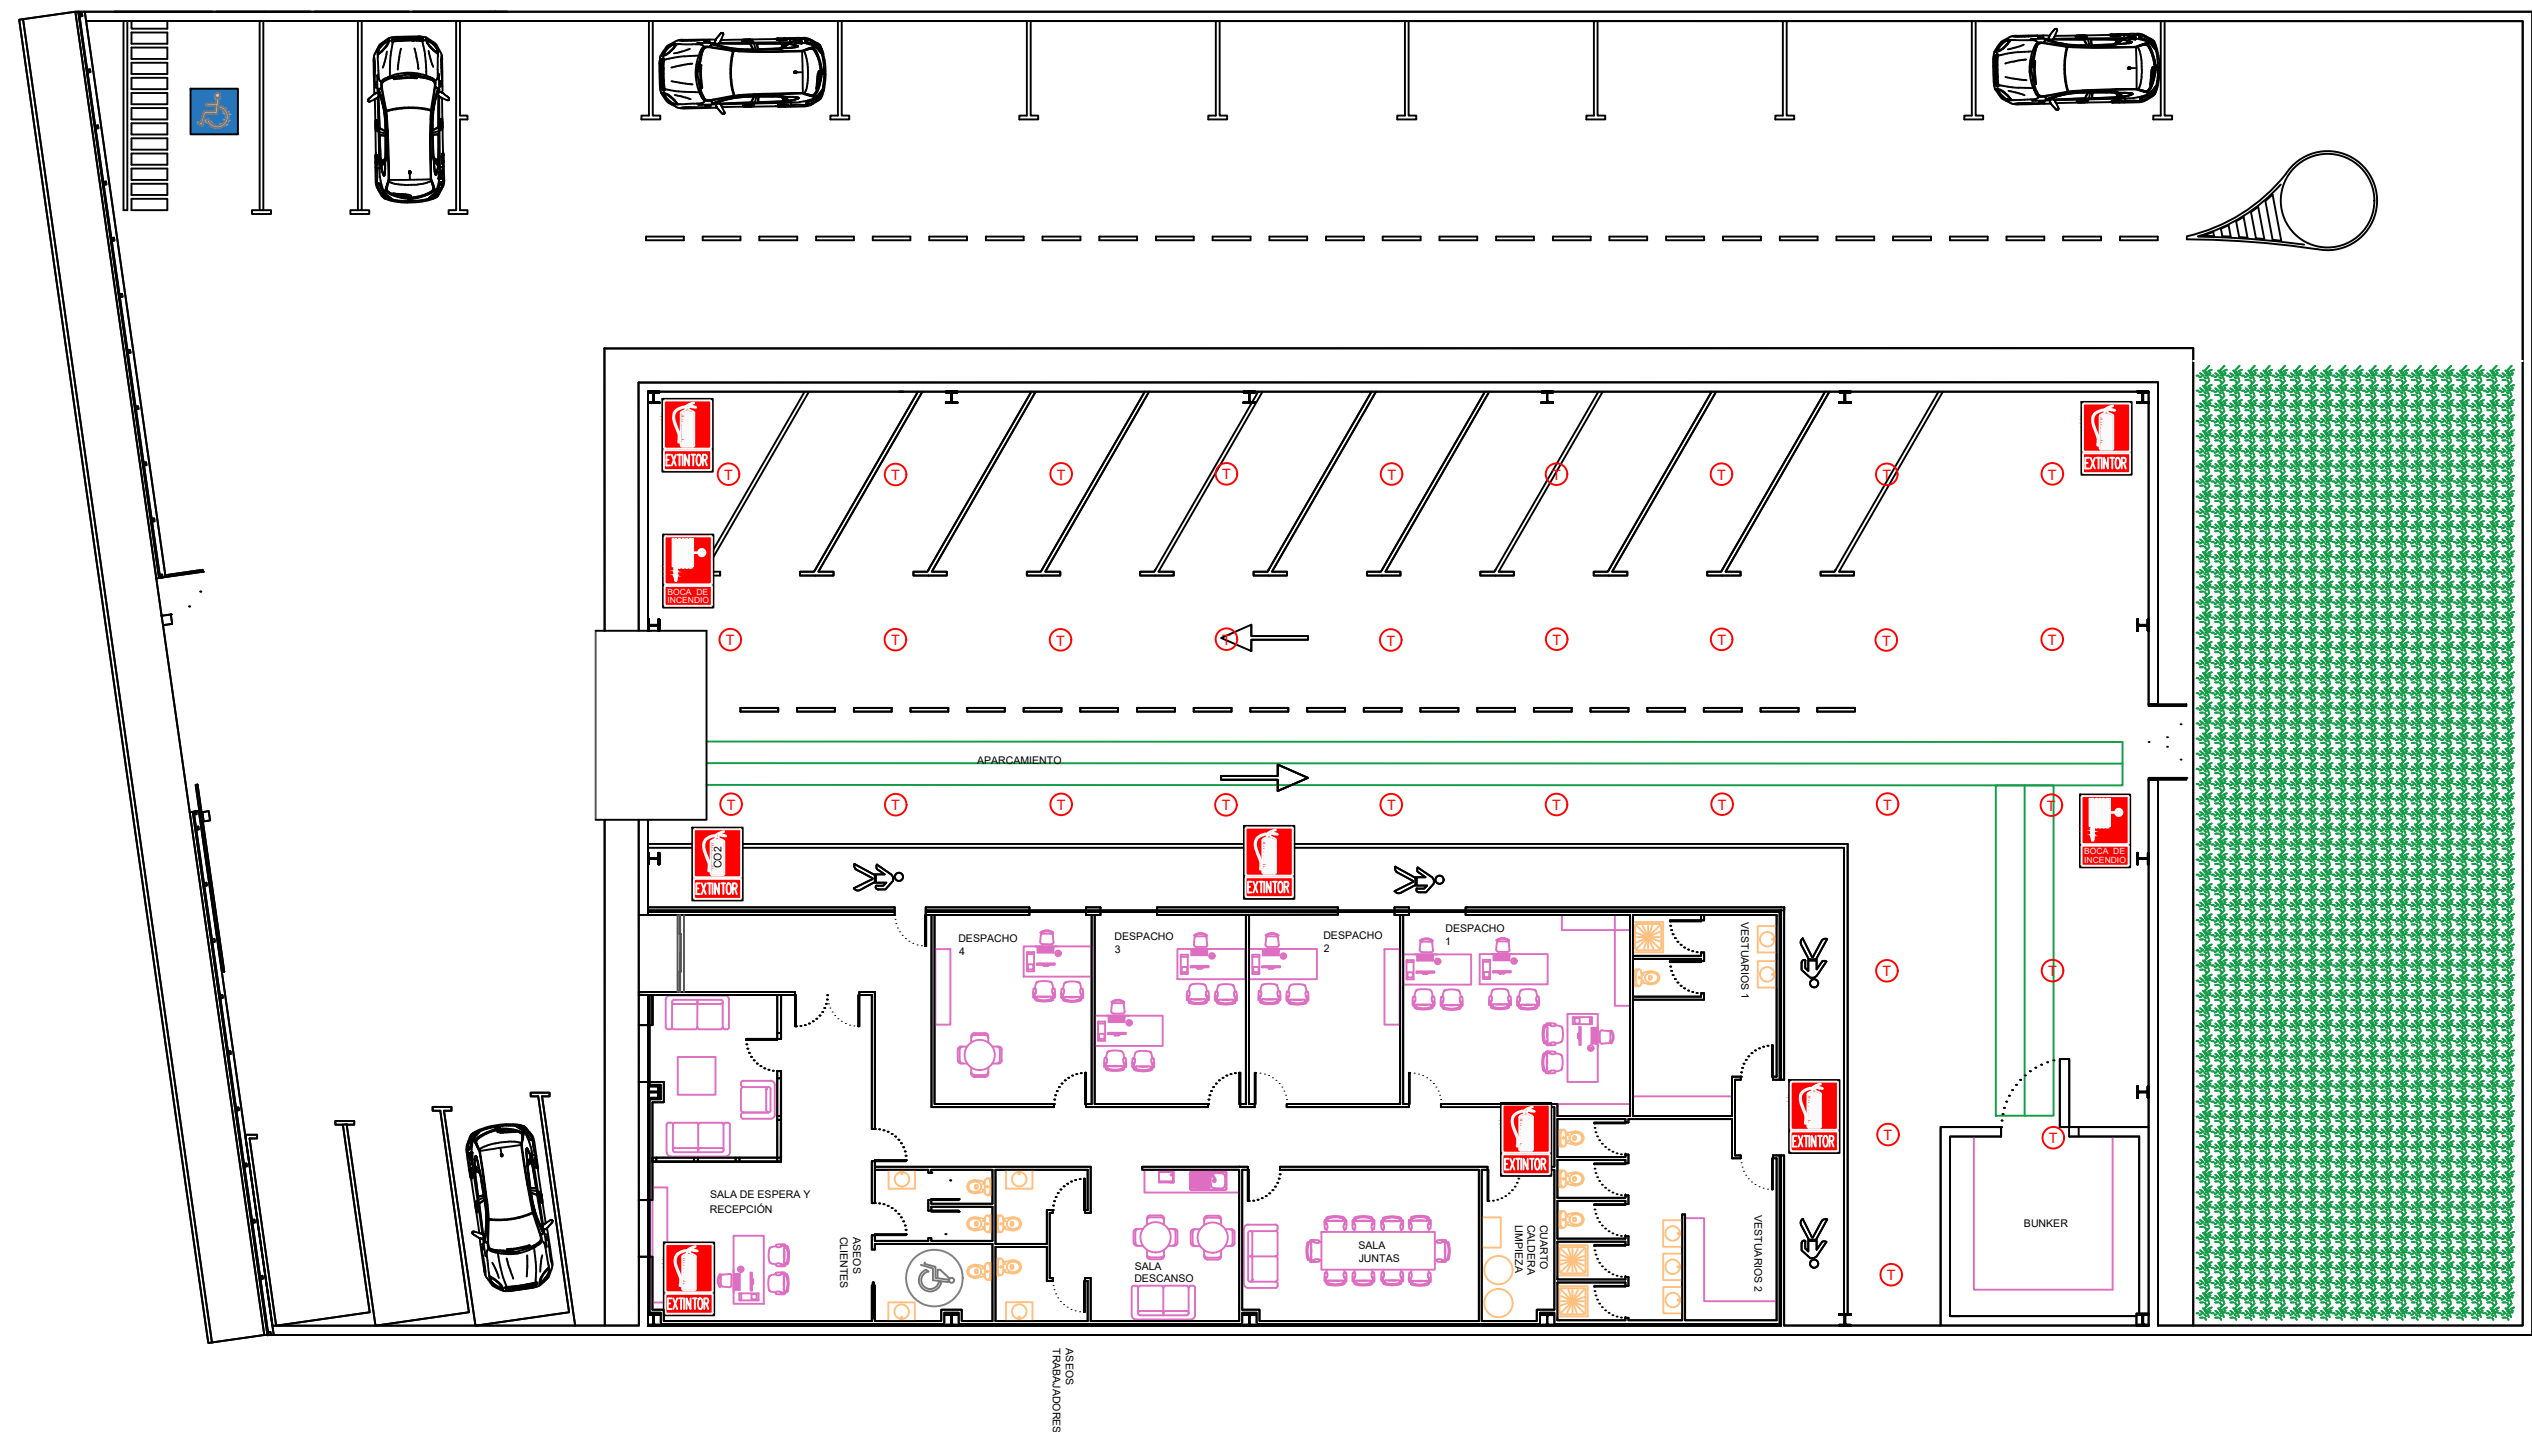 EXTINTOR
EXTINTOR
T
T
T
T
T
T
T
T
T
BOCA DE
INCENDIO
T
T
T
T
T
T
T
T
T
APARCAMIENTO
T
T
T
T
T
T
T
T
T
CO2
EXTINTOR
EXTINTOR
BOCA DE
INCENDIO
DESPACHO
4
DESPACHO
3
DESPACHO
2
DESPACHO
1
VESTUARIOS 1
T
T
EXTINTOR
EXTINTOR
T
T
SALA DE ESPERA Y
RECEPCIÓN
ASEOS
CLIENTES
EXTINTOR
SALA
DESCANSO
SALA
JUNTAS
CUARTO
CALDERA
LIMPIEZA
VESTUARIOS 2
T
BUNKER
ASEOS
TRABAJADORES